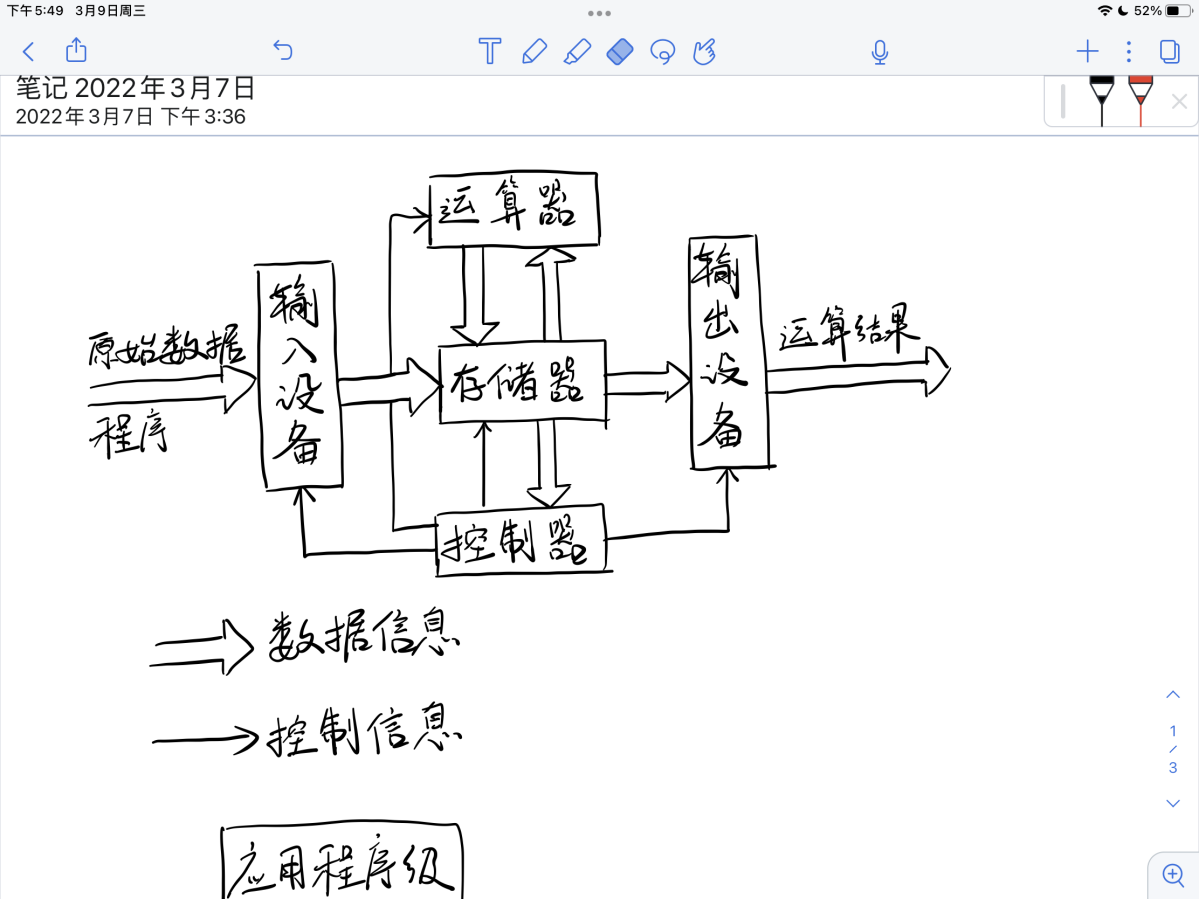 下午5:49 3月9日周三
52%
笔记 2022年3月7日
2022年3月7日 下午3:36
运算器
输入设备
输出设备
原始数据
程序
存储器
运算结果
控制器
数据信息
控制信息
1
/
3
应用程序级